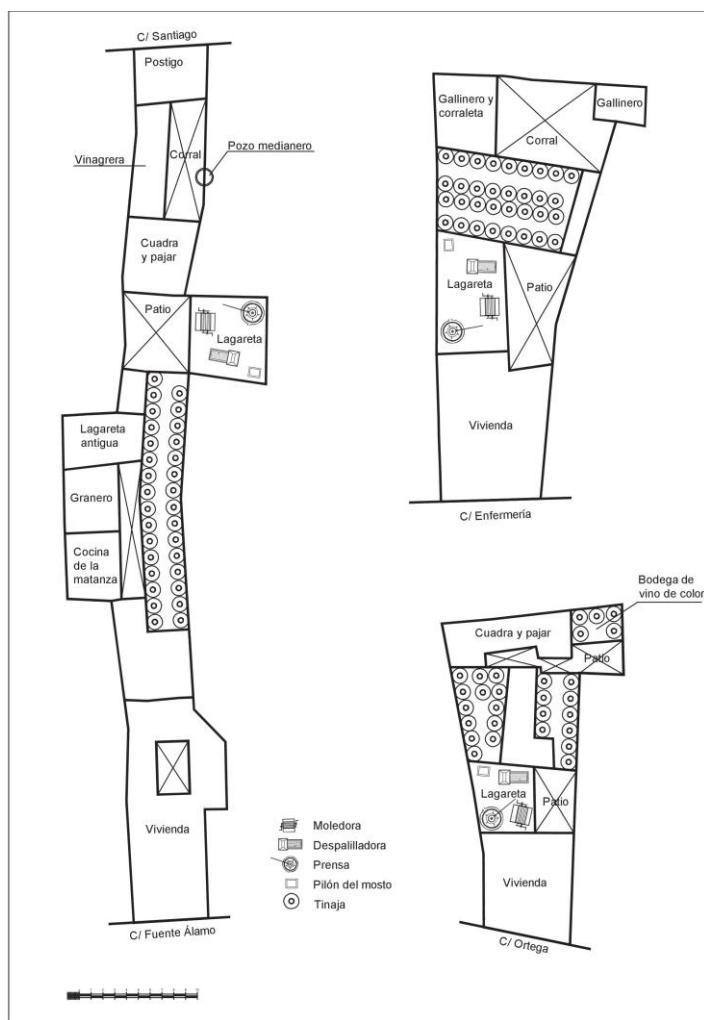 C/ Santiago
Postigo
Vinagrera
Corral
Pozo medianero
Cuadra
y pajar
Patio
Lagareta
Lagareta
antigua
Granero
Cocina
de la
matanza
Vivienda
C/ Fuente Álamo
Gallinero y
corraleta
Corral
Gallinero
Lagareta
Patio
Vivienda
C/ Enfermería
Bodega de
vino de color
Cuadra y pajar
Patio
Lagareta
Patio
Vivienda
C/ Ortega
Moledora
Despalilladora
Prensa
Pilón del mosto
Tinaja